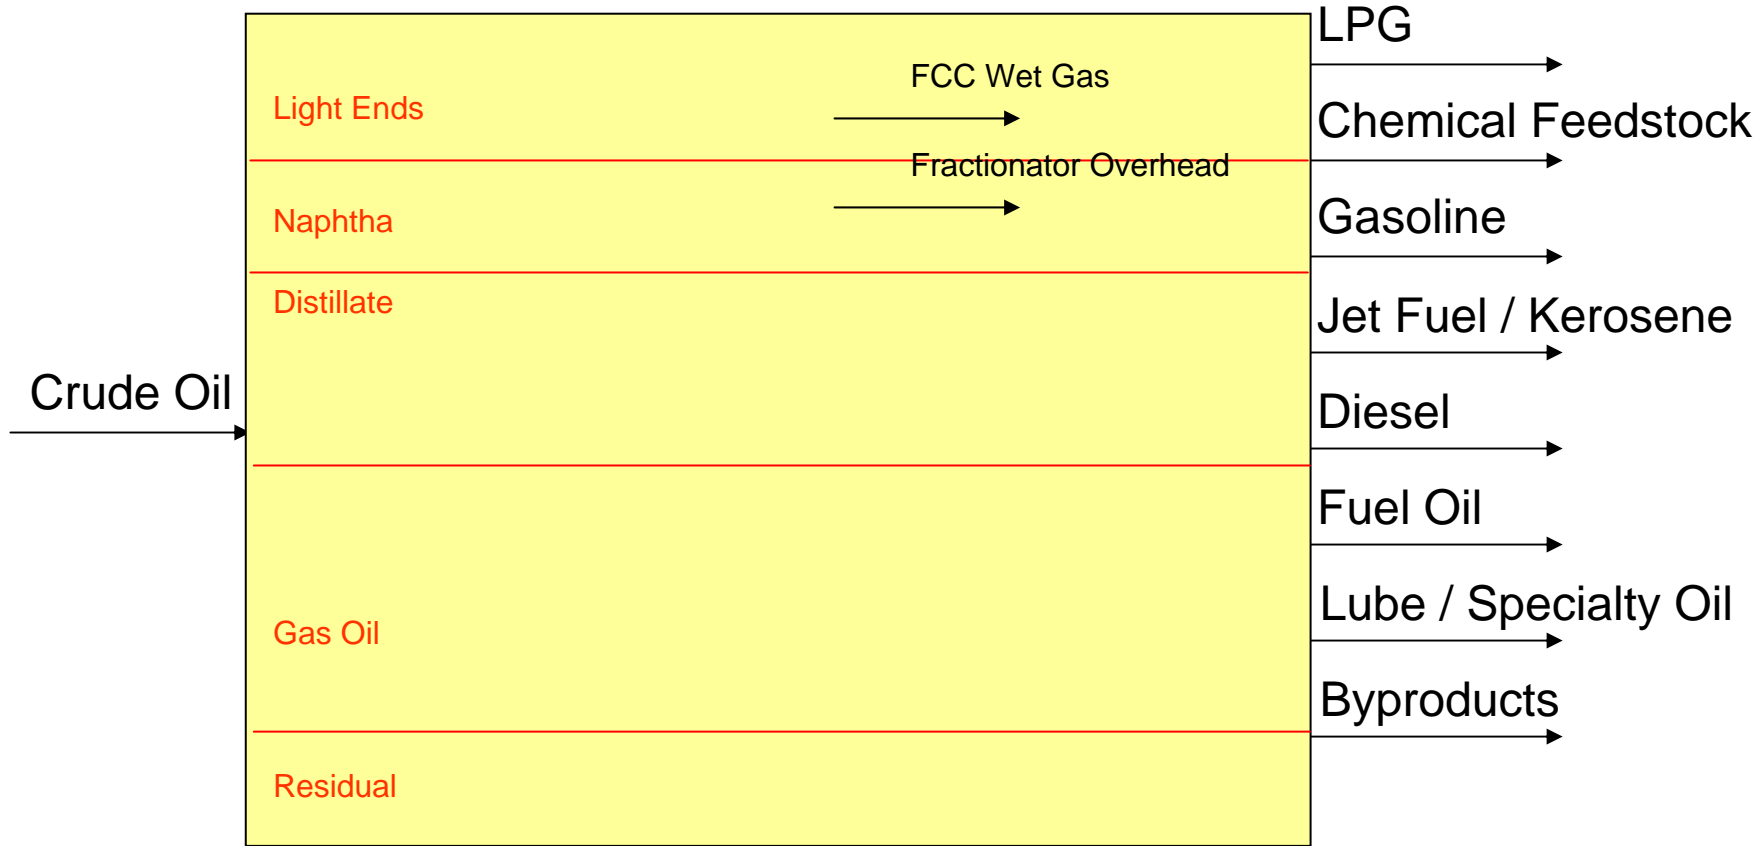 LPG
FCC Wet Gas
Light Ends
Chemical Feedstock
Fractionator Overhead
Naphtha
Gasoline
Distillate
Jet Fuel / Kerosene
Crude Oil
Diesel
Fuel Oil
Lube / Specialty Oil
Gas Oil
Byproducts
Residual